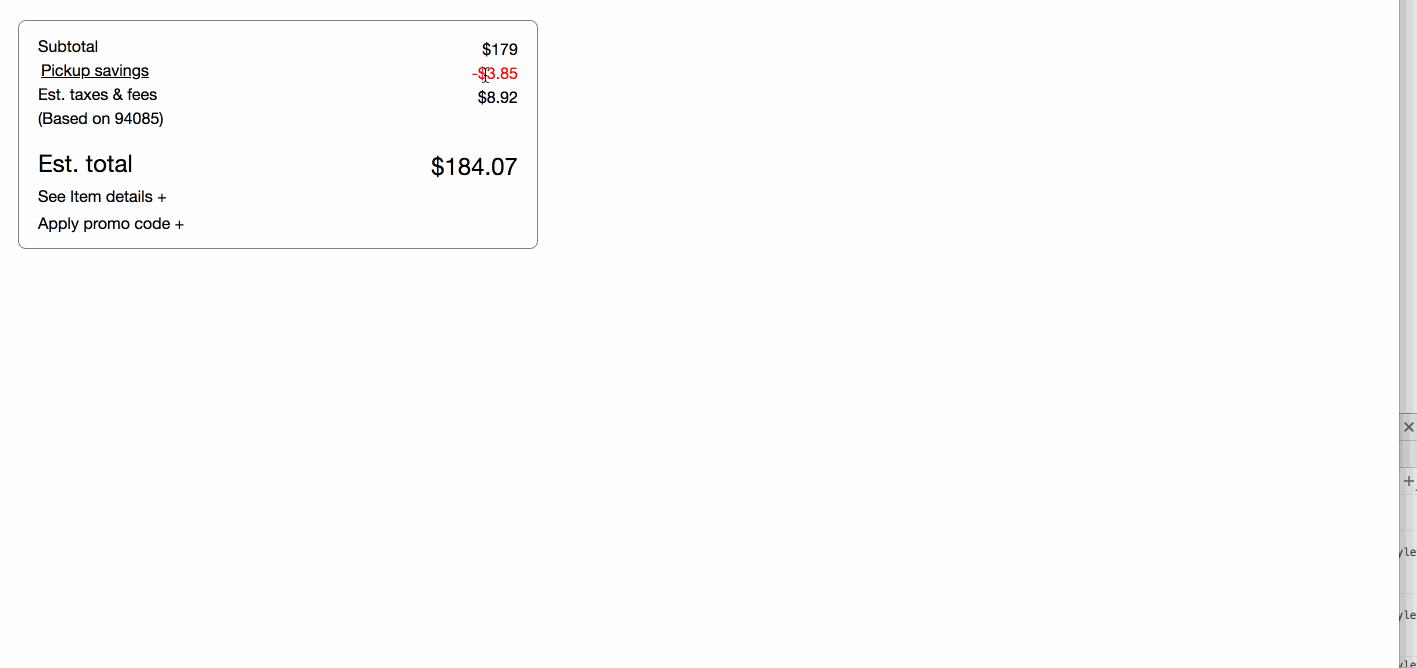 Subtotal $179
Pickup savings -$3.85
Est. taxes & fees $8.92
(Based on 94085)
Est. total $184.07
See Item details +
Apply promo code +
×
+
yle
yle
yle